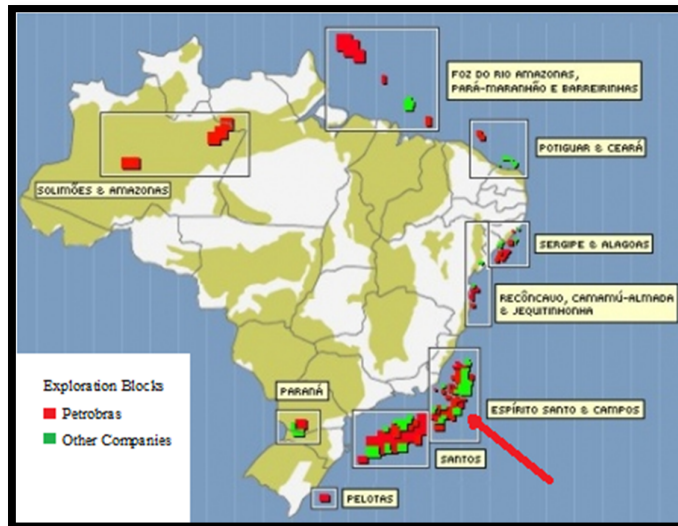 FOZ DO RIO AMAZONAS,
PARÁ-MARANHÃO E BARREIRINHAS
POTIGUAR & CEARÁ
SOLIMÕES & AMAZONAS
SERGIPE & ALAGOAS
RECÔNCAVO, CAMAMÚ-ALMADA
& JEQUITINHONHA
Exploration Blocks
Petrobras
Other Companies
PARANÁ
ESPÍRITO SANTO & CAMPOS
SANTOS
PELOTAS